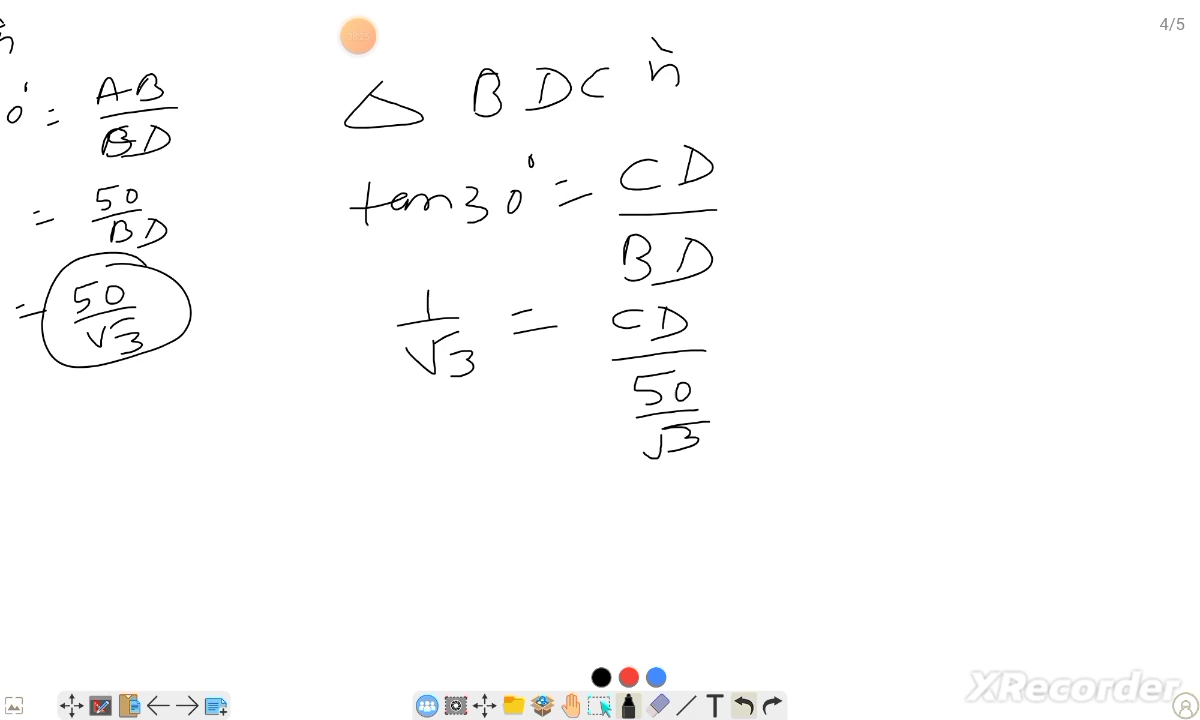 4/5
0° = AB/BD
= 50/BD
= 50/√3
△ BDC में
tan30° = CD/BD
1/√3 = CD/(50/√3)
XRecorder